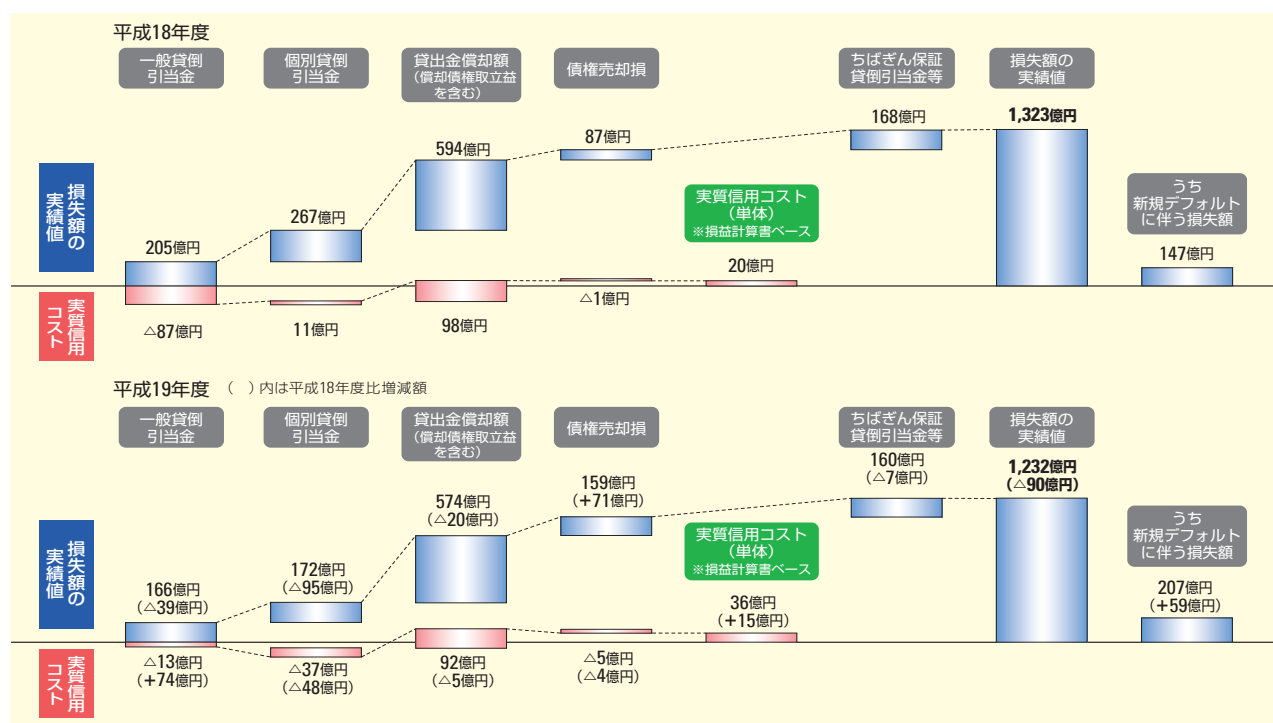 平成18年度
一般貸倒
引当金
個別貸倒
引当金
貸出金償却額
(償却債権取立益
を含む)
債権売却損
ちばぎん保証
貸倒引当金等
損失額の
実績値
損失額の
実績値
205億円
267億円
594億円
87億円
168億円
1,323億円
実質信用コスト
(単体)
※損益計算書ベース
うち
新規デフォルト
に伴う損失額
147億円
実質信用
コスト
△87億円
11億円
98億円
△1億円
20億円
平成19年度 ( )内は平成18年度比増減額
一般貸倒
引当金
個別貸倒
引当金
貸出金償却額
(償却債権取立益
を含む)
債権売却損
ちばぎん保証
貸倒引当金等
損失額の
実績値
損失額の
実績値
166億円
(△39億円)
172億円
(△95億円)
574億円
(△20億円)
159億円
(+71億円)
160億円
(△7億円)
1,232億円
(△90億円)
実質信用コスト
(単体)
※損益計算書ベース
うち
新規デフォルト
に伴う損失額
207億円
(+59億円)
実質信用
コスト
△13億円
(+74億円)
△37億円
(△48億円)
92億円
(△5億円)
△5億円
(△4億円)
36億円
(+15億円)